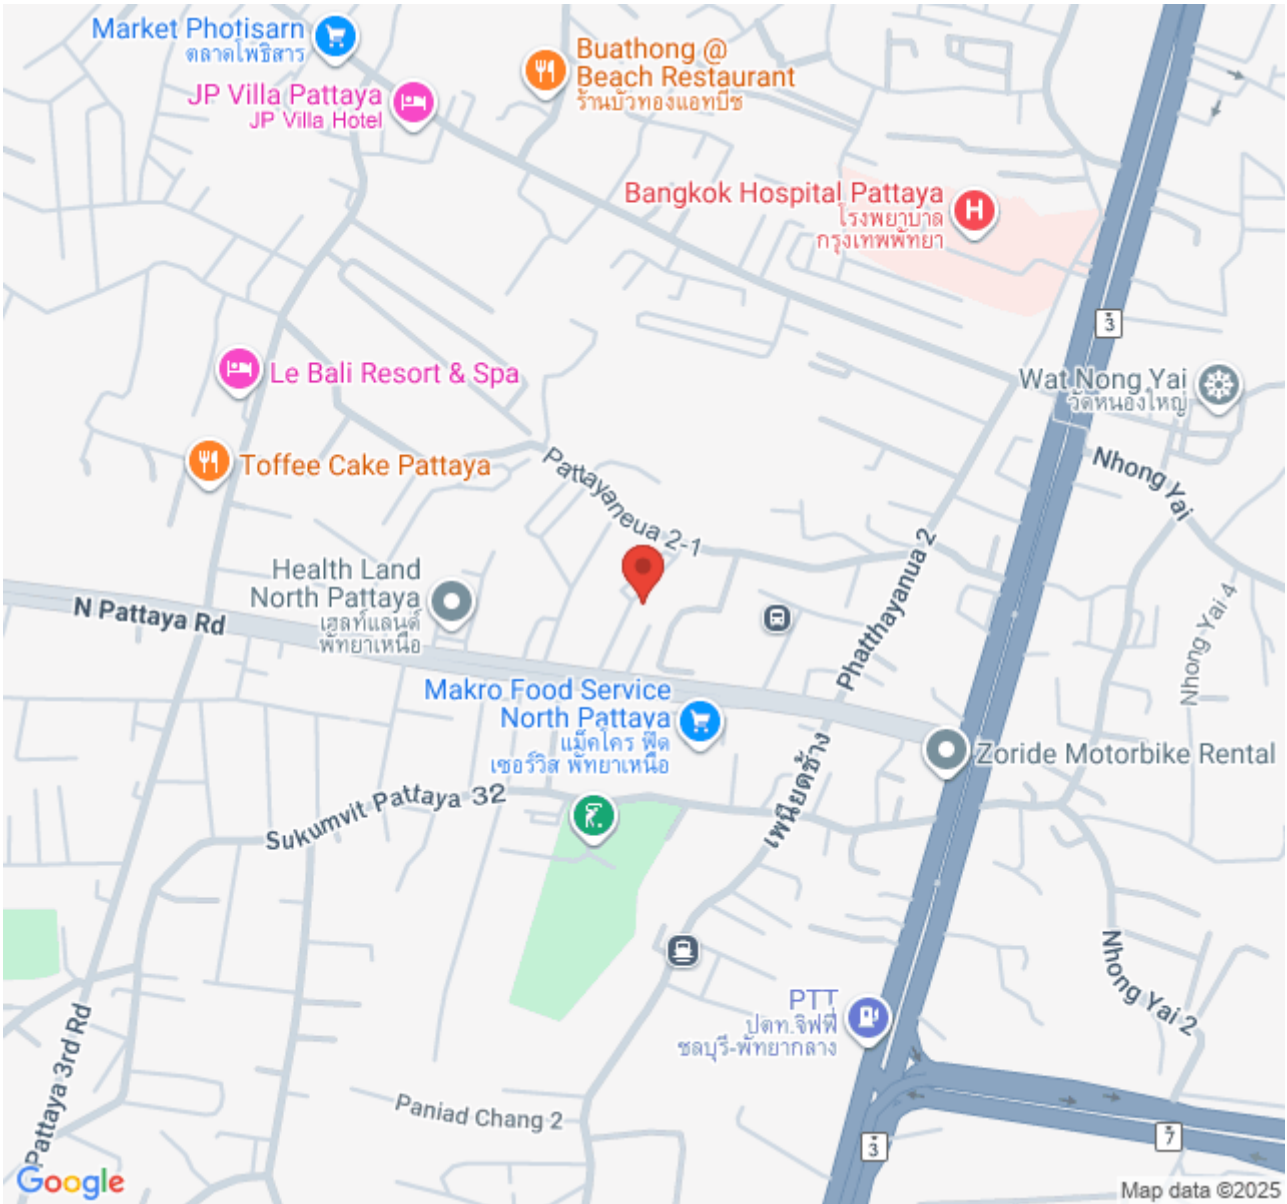 Market Photisarn
ตลาดโพธิสาร
Buathong @
Beach Restaurant
ร้านบัวทองแอทบีช
JP Villa Pattaya
JP Villa Hotel
Bangkok Hospital Pattaya
โรงพยาบาล
กรุงเทพพัทยา
H
3
Le Bali Resort & Spa
Wat Nong Yai
วัดหนองใหญ่
Toffee Cake Pattaya
Pattayaneua 2-1
Nhong Yai
Health Land
North Pattaya
เฮลท์แลนด์
พัทยาเหนือ
N Pattaya Rd
Phatthayanua 2
Nhong Yai 4
Makro Food Service
North Pattaya
แม็คโคร ฟู้ด
เซอร์วิส พัทยาเหนือ
Zoride Motorbike Rental
Sukumvit Pattaya 32
เพนียดช้าง
Nhong Yai 2
PTT
ปตท.จิฟฟี่
ชลบุรี-พัทยากลาง
Pattaya 3rd Rd
Paniad Chang 2
3
7
Google
Map data ©2025